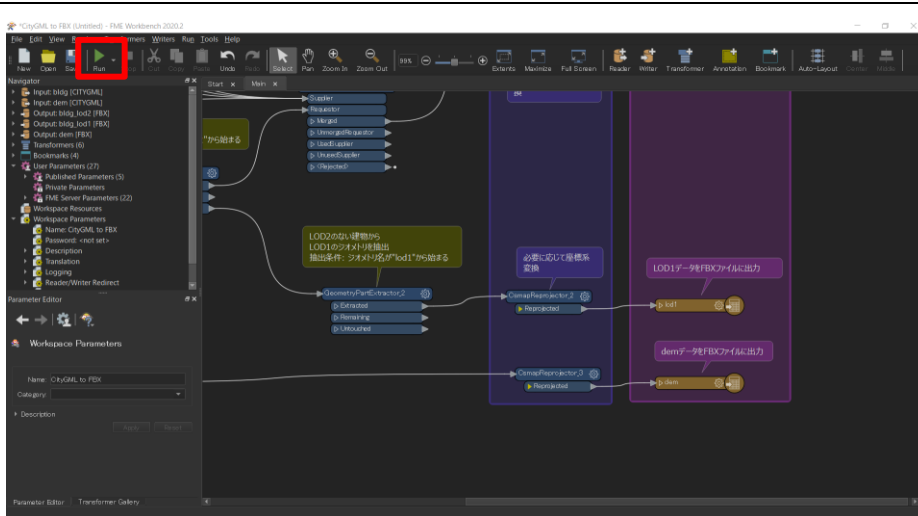 *CityGML to FBX (Untitled) - FME Workbench 2020.2
File Edit View Transformers Writers Run Tools Help
New Open Run Stop Cut Copy Paste Undo Redo Select Pan Zoom In Zoom Out 99% Extents Maximize Full Screen Reader Writer Transformer Annotation Bookmark Auto-Layout Center Middle
Navigator
Start Main
Input: bldg [CITYGML]
Input: dem [CITYGML]
Output: bldg_lod2 [FBX]
Output: bldg_lod1 [FBX]
Output: dem [FBX]
Transformers (6)
Bookmarks (4)
User Parameters (27)
Published Parameters (5)
Private Parameters
FME Server Parameters (22)
Workspace Resources
Workspace Parameters
Name: CityGML to FBX
Password: <not set>
Description
Translation
Logging
Reader/Writer Redirect
Parameter Editor
Workspace Parameters
Name: CityGML to FBX
Category:
Description
Apply Reset
Parameter Editor Transformer Gallery
"から始まる
Supplier
Requestor
Merged
UnmergedRequestor
UsedSupplier
UnusedSupplier
<Rejected>
換
LOD2のない建物から
LOD1のジオメトリを抽出
抽出条件: ジオメトリ名が"lod1"から始まる
GeometryPartExtractor_2
Extracted
Remaining
Untouched
必要に応じて座標系
変換
CsmapReprojector_2
Reprojected
CsmapReprojector_3
Reprojected
LOD1データをFBXファイルに出力
lod1
demデータをFBXファイルに出力
dem